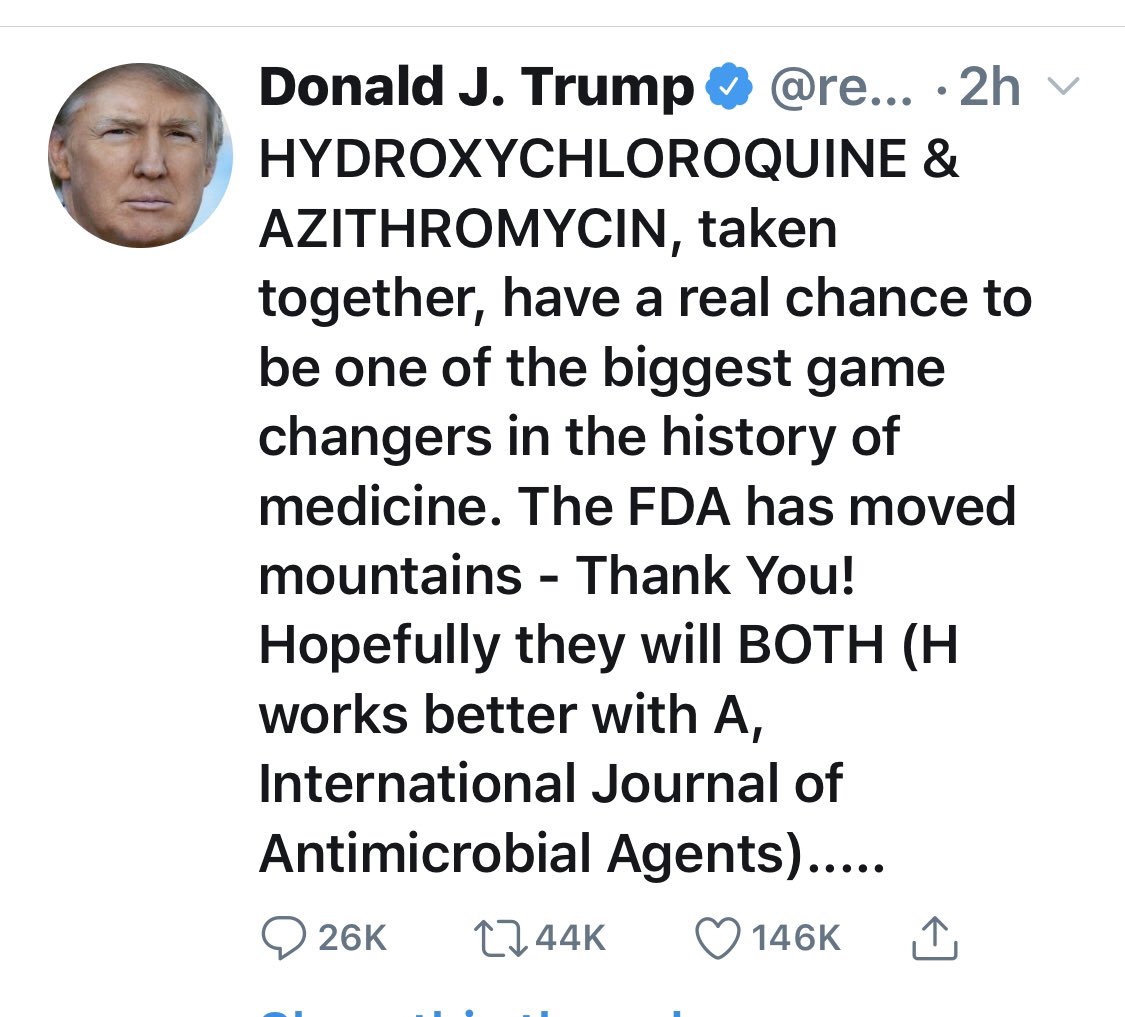 Donald J. Trump @re... · 2h
HYDROXYCHLOROQUINE &
AZITHROMYCIN, taken
together, have a real chance to
be one of the biggest game
changers in the history of
medicine. The FDA has moved
mountains - Thank You!
Hopefully they will BOTH (H
works better with A,
International Journal of
Antimicrobial Agents).....
26K 44K 146K